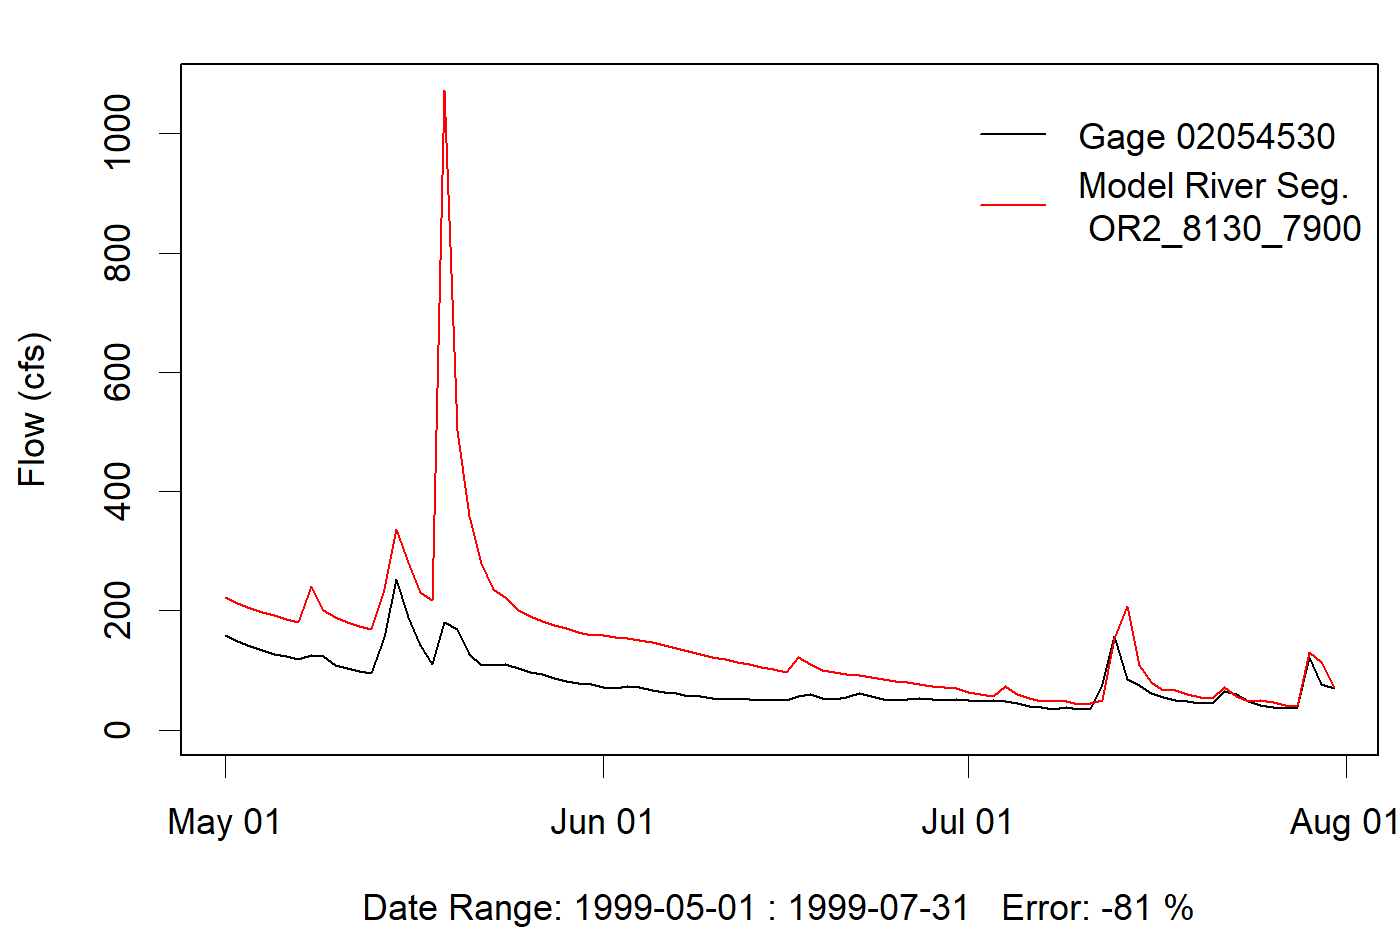 1000
800
600
400
200
0
Flow (cfs)
Gage 02054530
Model River Seg.
OR2_8130_7900
May 01
Jun 01
Jul 01
Aug 01
Date Range: 1999-05-01 : 1999-07-31 Error: -81 %